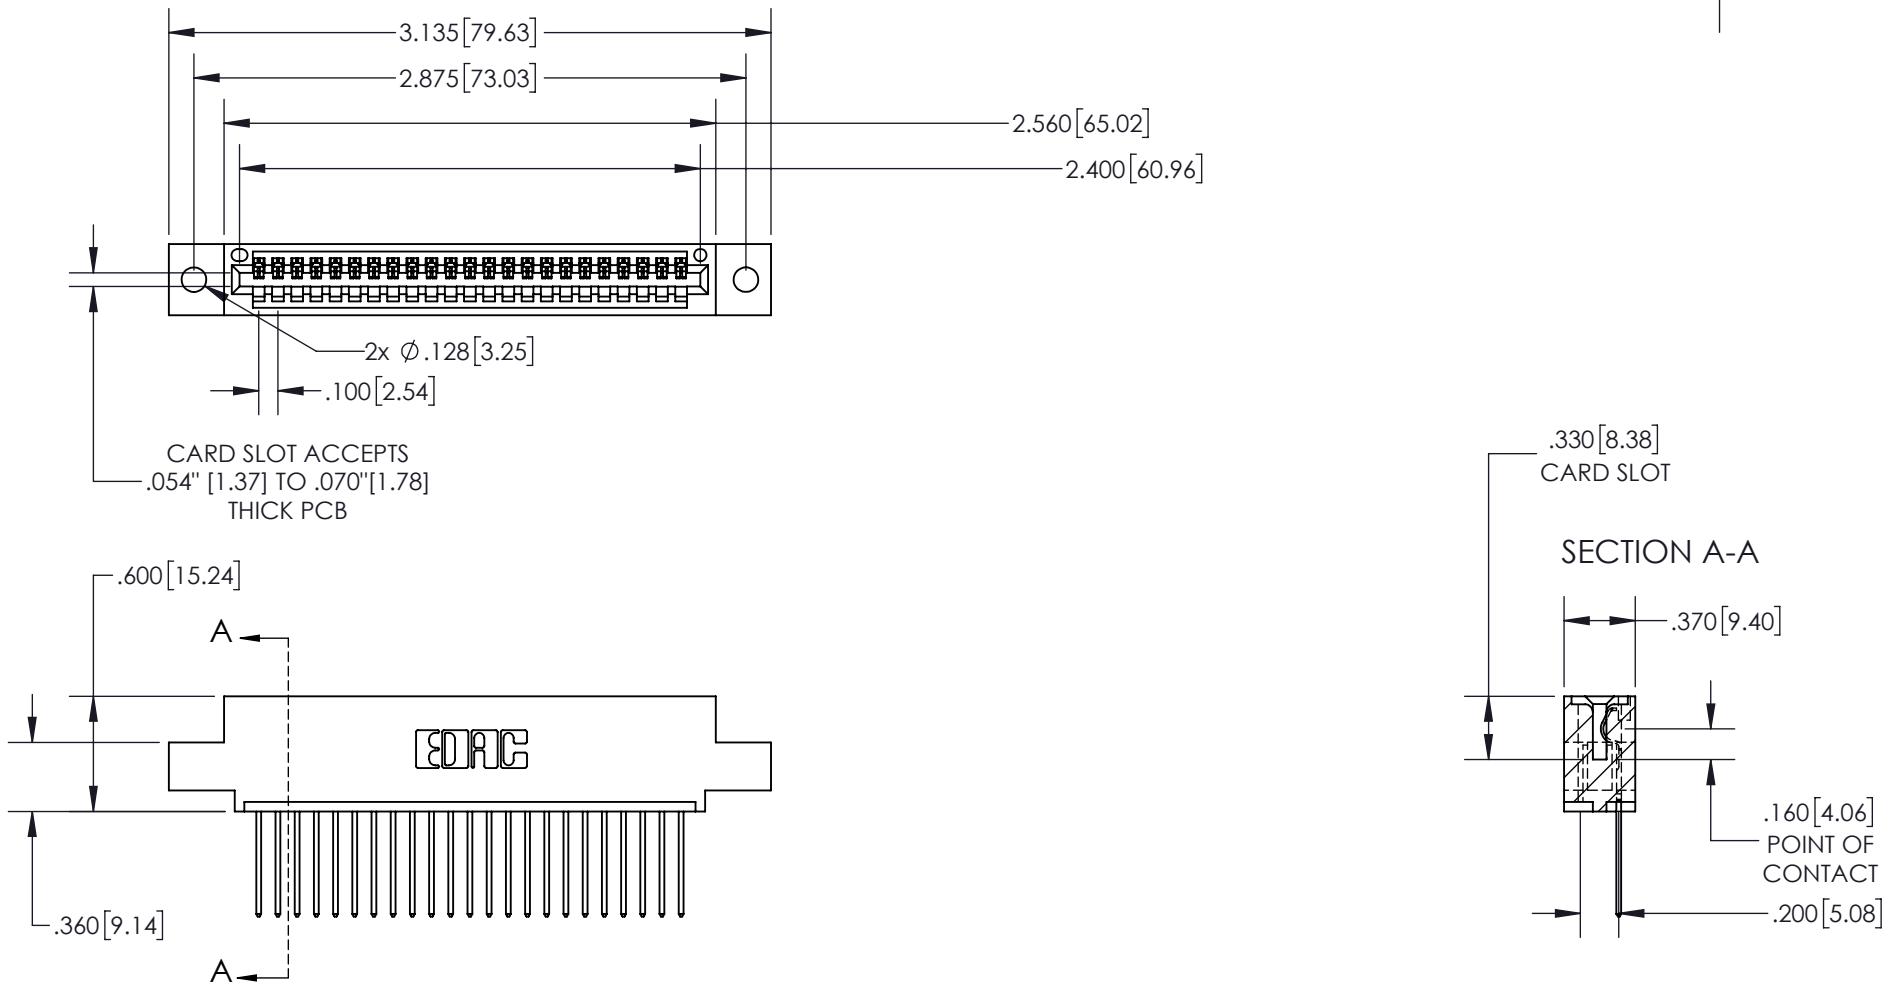 3.135[79.63]
2.875[73.03]
2.560[65.02]
2.400[60.96]
2x Ø.128[3.25]
.100[2.54]
CARD SLOT ACCEPTS
.054" [1.37] TO .070"[1.78]
THICK PCB
.330[8.38]
CARD SLOT
SECTION A-A
.600[15.24]
A
.370[9.40]
EDAC
.160[4.06]
POINT OF
CONTACT
.200[5.08]
.360[9.14]
A